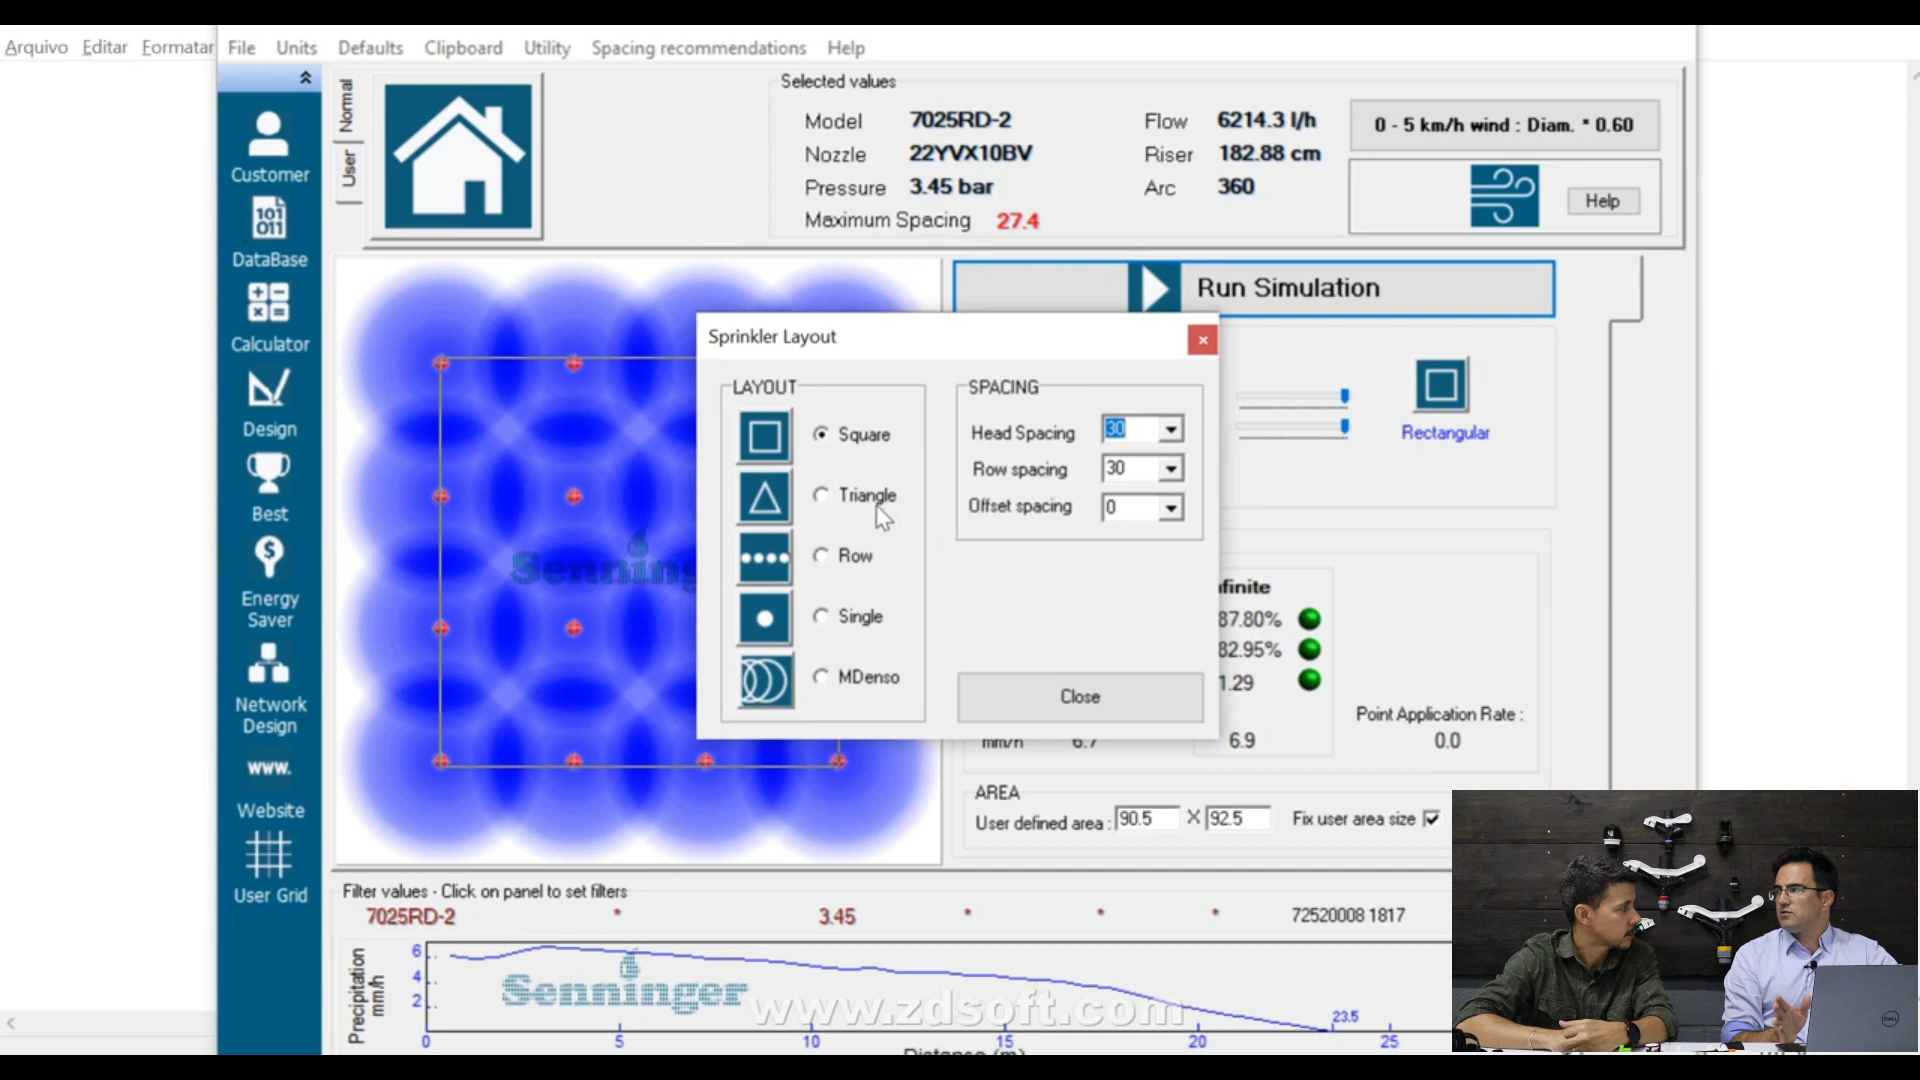 Arquivo Editar Formatar
File Units Defaults Clipboard Utility Spacing recommendations Help
Customer
DataBase
Calculator
Design
Best
Energy
Saver
Network
Design
www.
Website
User Grid
Normal
User
Selected values
Model 7025RD-2
Nozzle 22YVX10BV
Pressure 3.45 bar
Maximum Spacing 27.4
Flow 6214.3 l/h
Riser 182.88 cm
Arc 360
0 - 5 km/h wind : Diam. * 0.60
Help
Run Simulation
Rectangular
Senning
Sprinkler Layout
LAYOUT
Square
Triangle
Row
Single
MDenso
SPACING
Head Spacing 30
Row spacing 30
Offset spacing 0
Close
87.80%
82.95%
1.29
mm/h 6.7 6.9
Point Application Rate :
0.0
AREA
User defined area : 90.5 X 92.5 Fix user area size
Filter values - Click on panel to set filters
7025RD-2 * 3.45 * * * 72520008 1817
Precipitation
mm/h
6
4
2
Senninger
23.5
0 5 10 15 20 25
Distance (m)
www.zdsoft.com
DELL